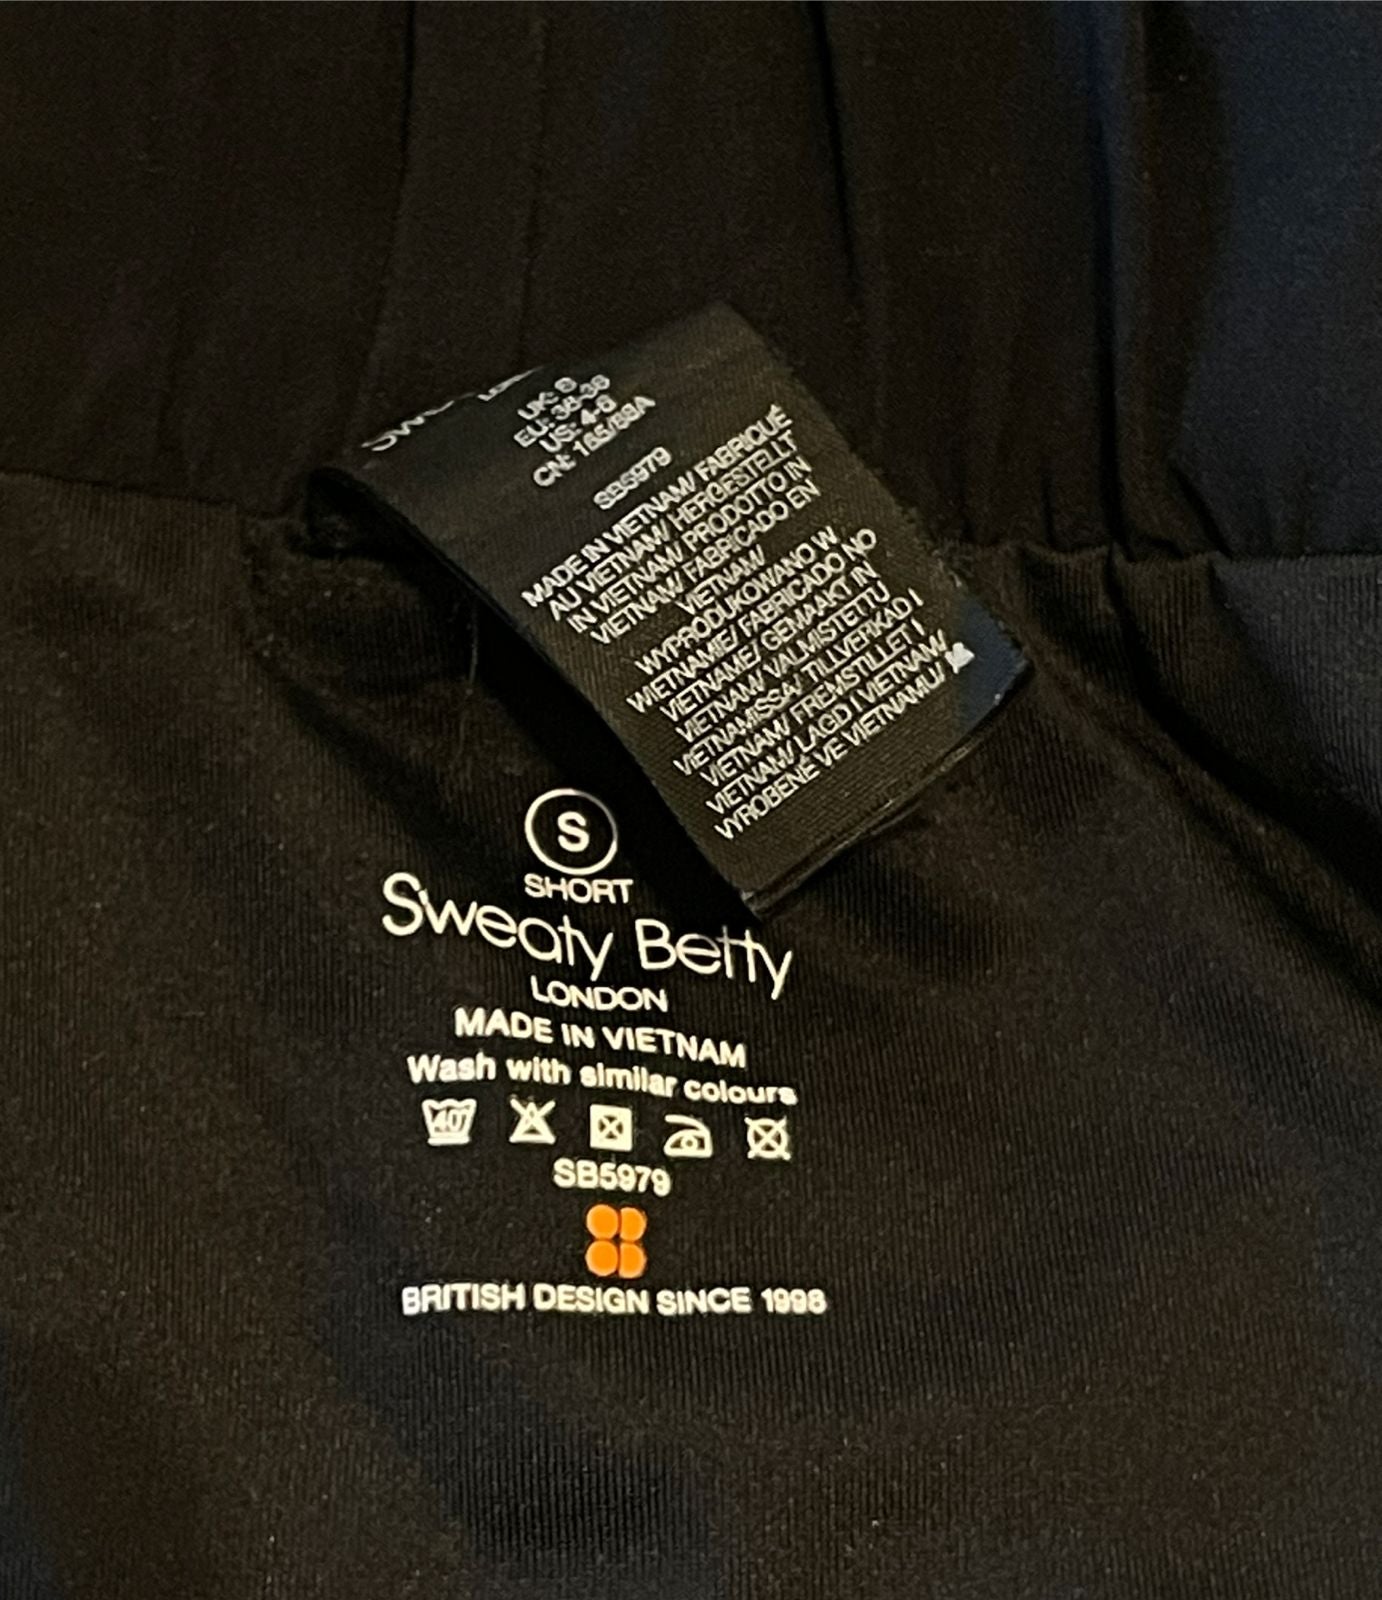 UK: 8
EU: 36-38
US: 4-6
CN: 165/88A
SB5979
MADE IN VIETNAM/ FABRIQUÉ
AU VIETNAM/ HERGESTELLT
IN VIETNAM/ PRODOTTO IN
VIETNAM/ FABRICADO EN
VIETNAM/
WYPRODUKOWANO W
WIETNAMIE/ FABRICADO NO
VIETNAME/ GEMAAKT IN
VIETNAM/ VALMISTETTU
VIETNAMISSA/ TILLVERKAD I
VIETNAM/ FREMSTILLET I
VIETNAM/ LAGD I VIETNAM/
VYROBENÉ VE VIETNAMU/
S
SHORT
Sweaty Betty
LONDON
MADE IN VIETNAM
Wash with similar colours
40
SB5979
BRITISH DESIGN SINCE 1998